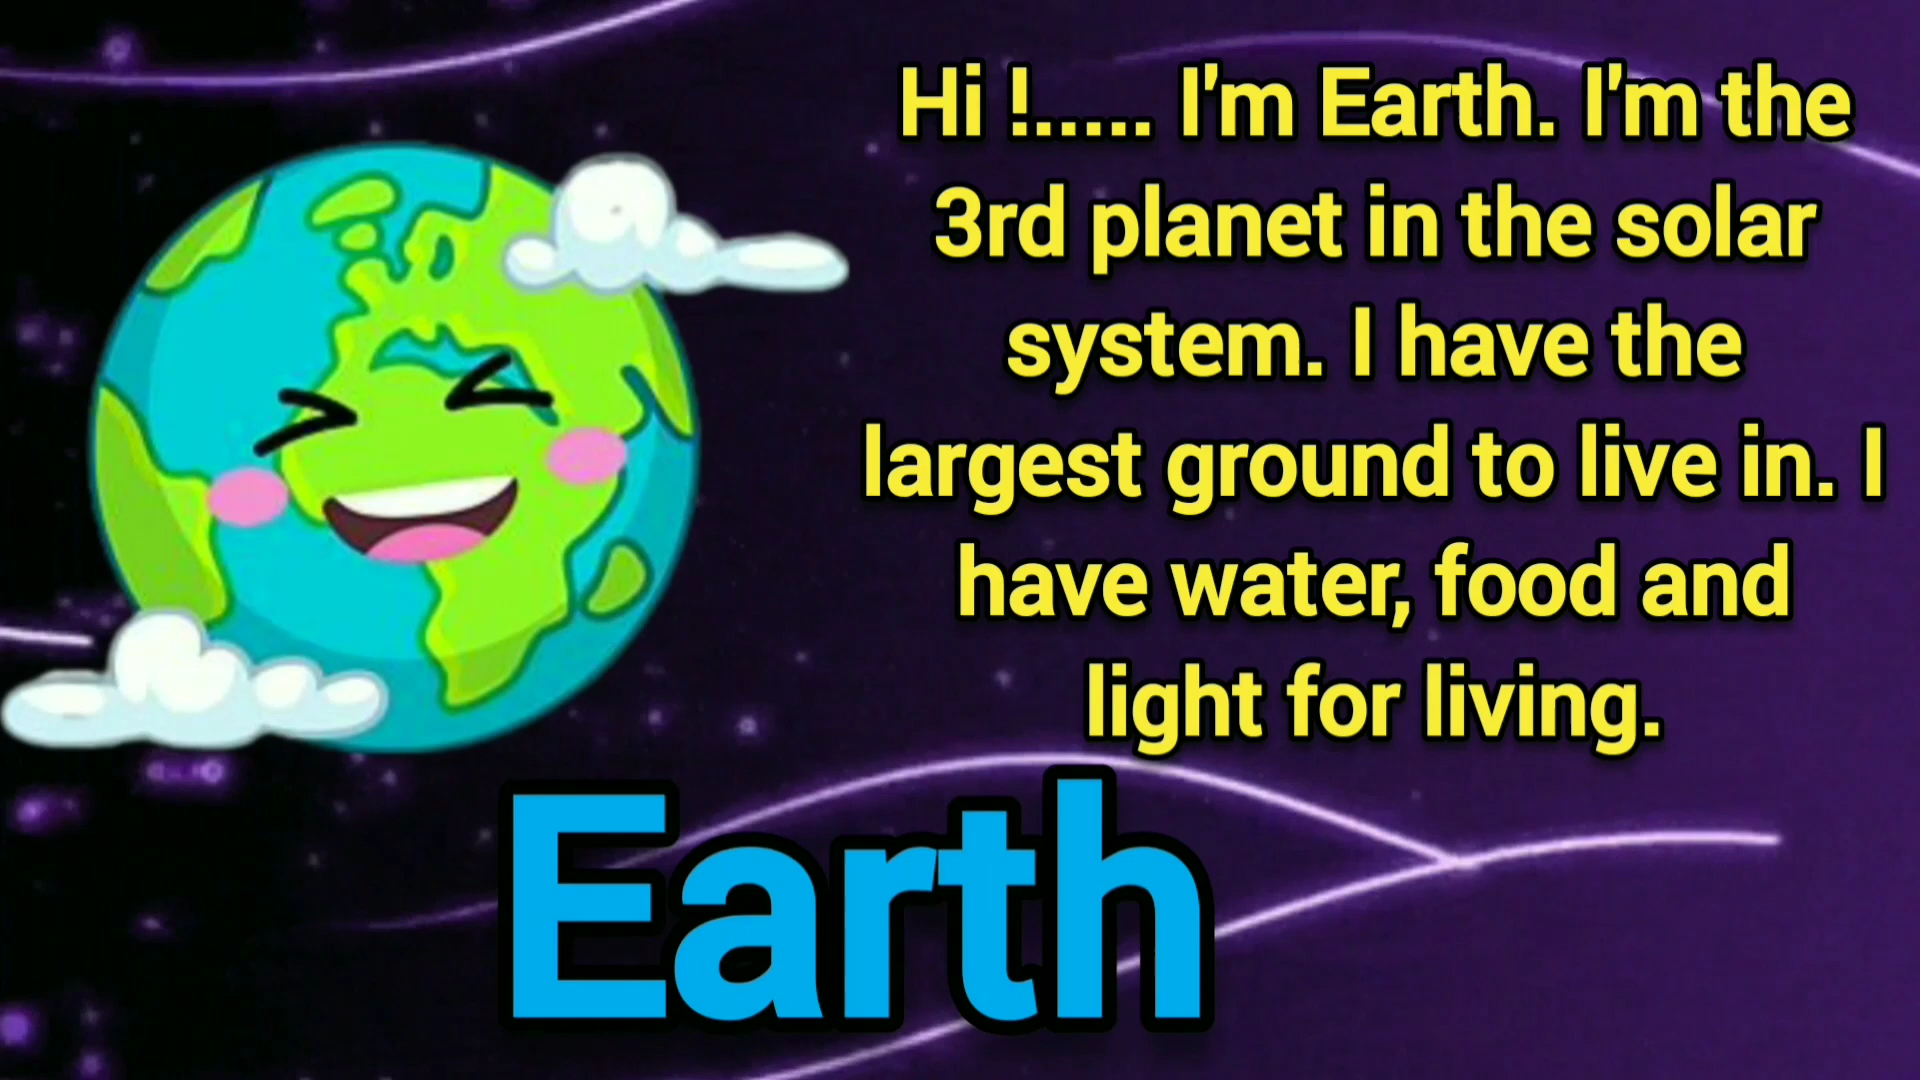 Hi !..... I'm Earth. I'm the
3rd planet in the solar
system. I have the
largest ground to live in. I
have water, food and
light for living.
Earth